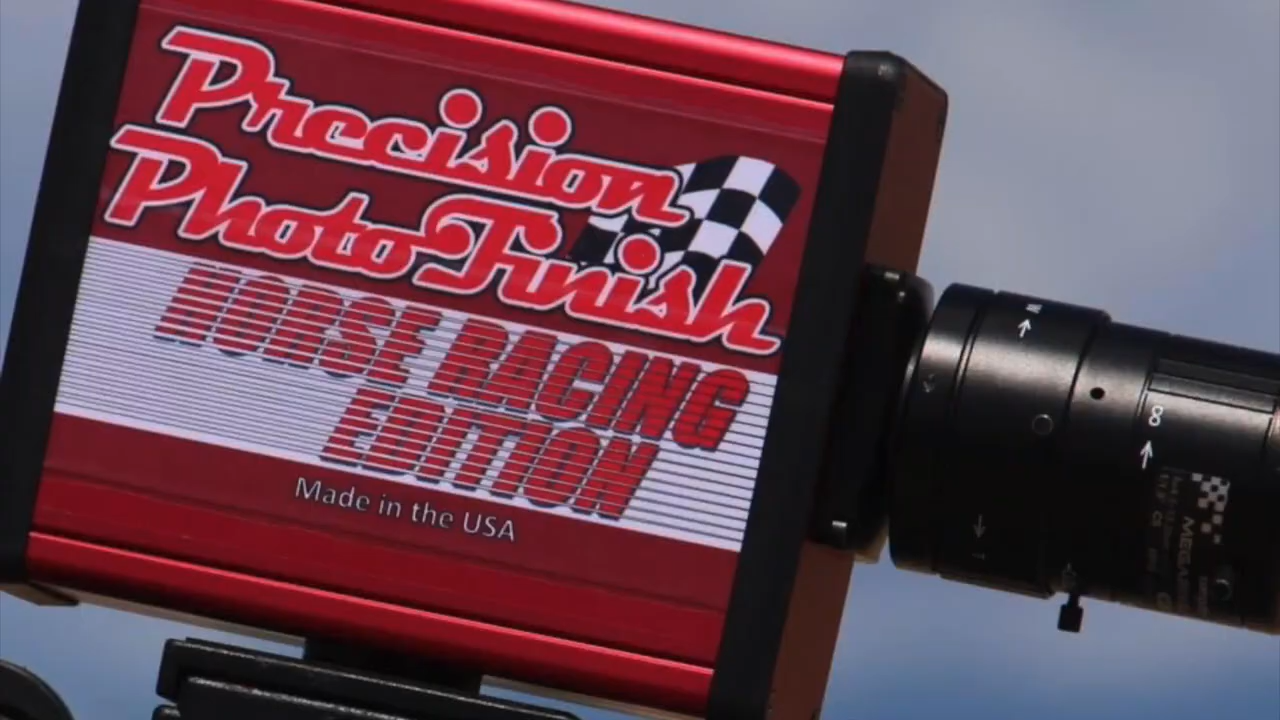 Precision
Photo Finish
HORSE RACING
EDITION
Made in the USA
W
∞